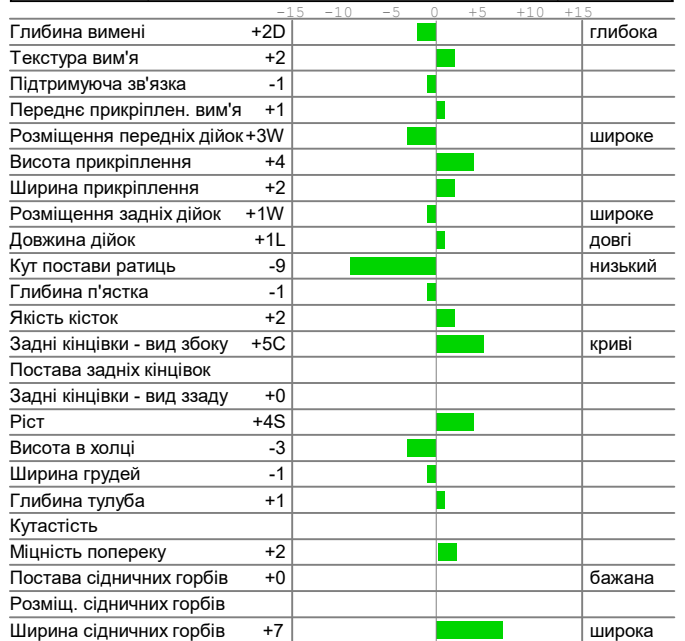 -15 -10 -5 0 +5 +10 +15
Глибина вимені +2D глибока
Текстура вим'я +2
Підтримуюча зв'язка -1
Переднє прикріплен. вим'я +1
Розміщення передніх дійок +3W широке
Висота прикріплення +4
Ширина прикріплення +2
Розміщення задніх дійок +1W широке
Довжина дійок +1L довгі
Кут постави ратиць -9 низький
Глибина п'ястка -1
Якість кісток +2
Задні кінцівки - вид збоку +5C криві
Постава задніх кінцівок
Задні кінцівки - вид ззаду +0
Ріст +4S
Висота в холці -3
Ширина грудей -1
Глибина тулуба +1
Кутастість
Міцність попереку +2
Постава сідничних горбів +0 бажана
Розміщ. сідничних горбів
Ширина сідничних горбів +7 широка